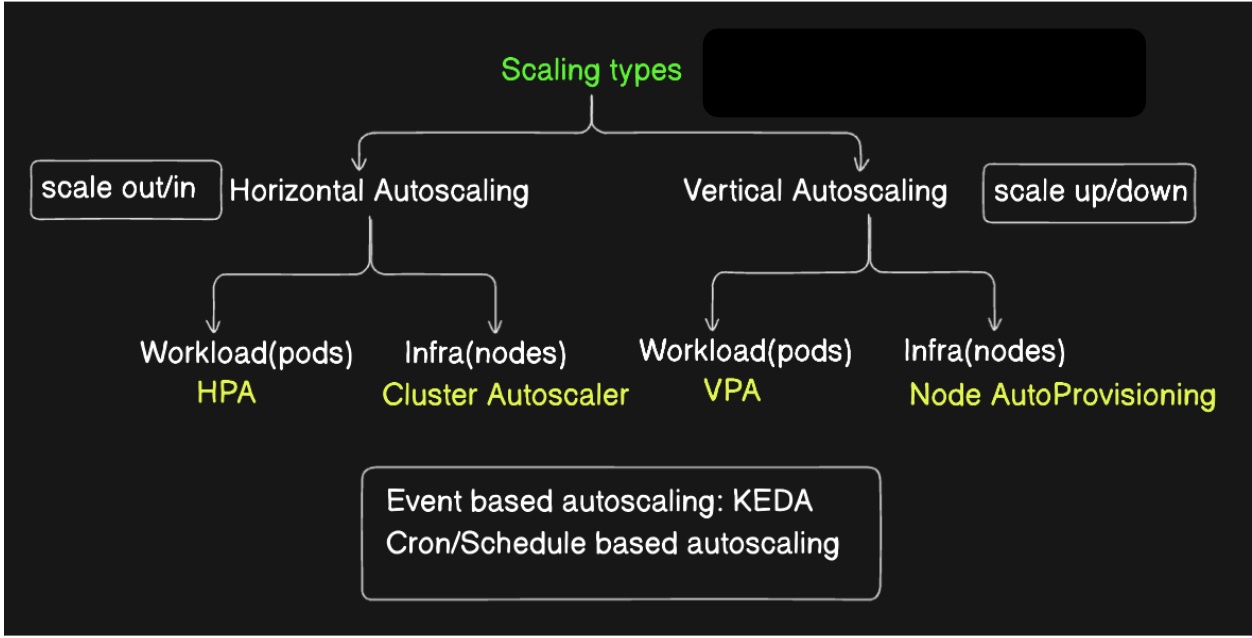 Scaling types
scale out/in
Horizontal Autoscaling
Vertical Autoscaling
scale up/down
Workload(pods)
HPA
Infra(nodes)
Cluster Autoscaler
Workload(pods)
VPA
Infra(nodes)
Node AutoProvisioning
Event based autoscaling: KEDA
Cron/Schedule based autoscaling